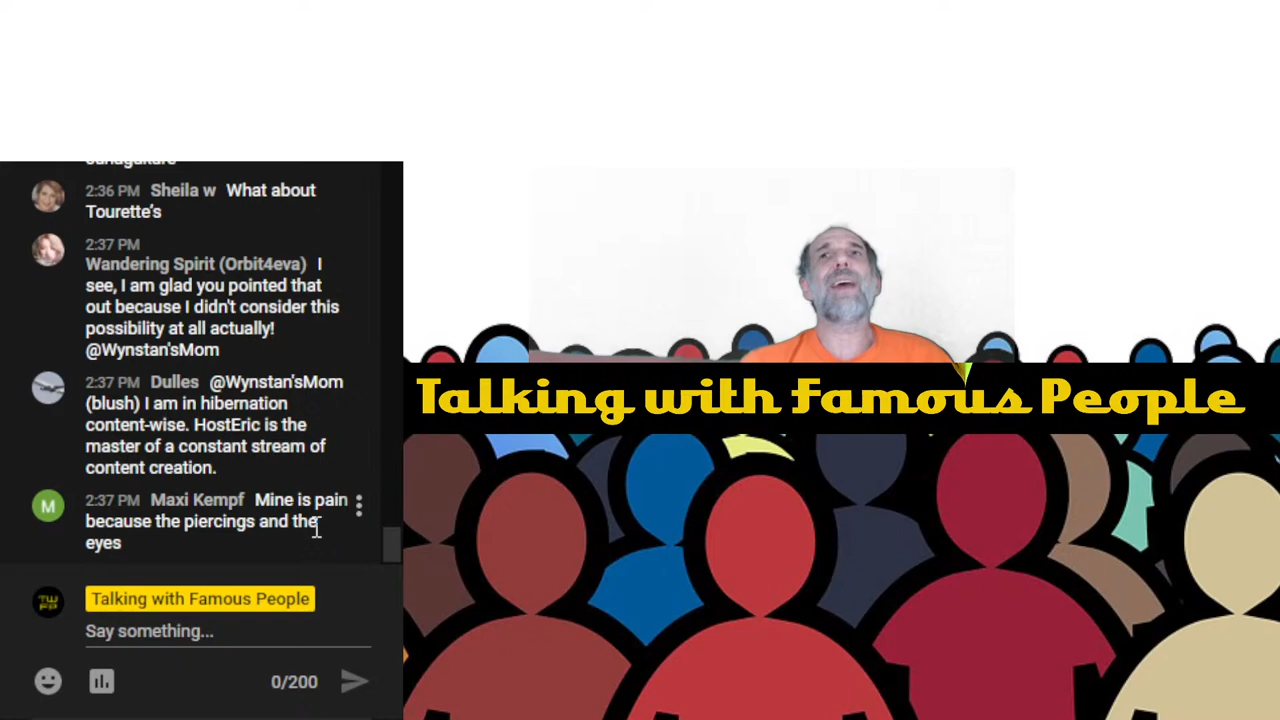 2:36 PM Sheila w What about
Tourette's
2:37 PM
Wandering Spirit (Orbit4eva) I
see, I am glad you pointed that
out because I didn't consider this
possibility at all actually!
@Wynstan'sMom
2:37 PM Dulles @Wynstan'sMom
(blush) I am in hibernation
content-wise. HostEric is the
master of a constant stream of
content creation.
M 2:37 PM Maxi Kempf Mine is pain
because the piercings and the
eyes
TW
FP
Talking with Famous People
Say something...
0/200
Talking with Famous People